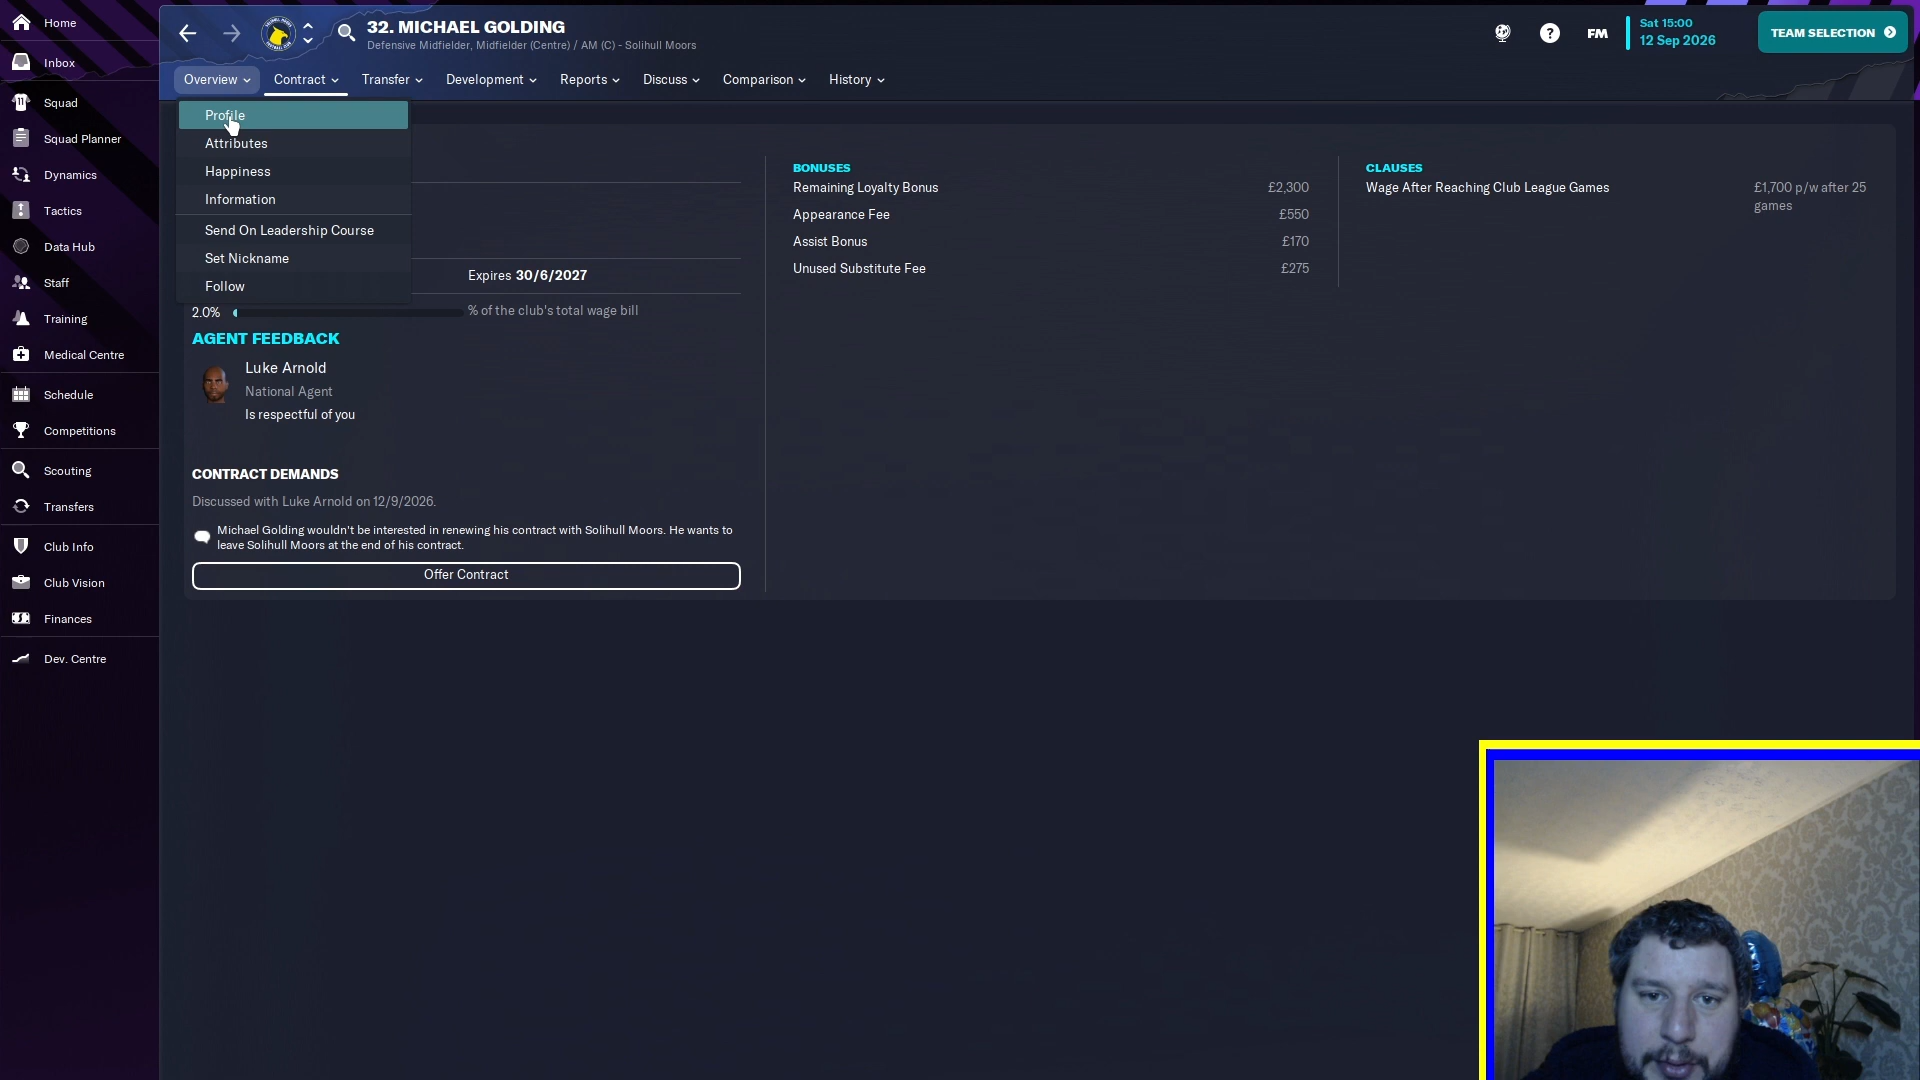 Home
Inbox
Squad
Squad Planner
Dynamics
Tactics
Data Hub
Staff
Training
Medical Centre
Schedule
Competitions
Scouting
Transfers
Club Info
Club Vision
Finances
Dev. Centre
32. MICHAEL GOLDING
Defensive Midfielder, Midfielder (Centre) / AM (C) - Solihull Moors
FM
Sat 15:00
12 Sep 2026
TEAM SELECTION
Overview
Contract
Transfer
Development
Reports
Discuss
Comparison
History
Profile
Attributes
Happiness
Information
Send On Leadership Course
Set Nickname
Follow
Expires 30/6/2027
2.0%
% of the club's total wage bill
AGENT FEEDBACK
Luke Arnold
National Agent
Is respectful of you
CONTRACT DEMANDS
Discussed with Luke Arnold on 12/9/2026.
Michael Golding wouldn't be interested in renewing his contract with Solihull Moors. He wants to
leave Solihull Moors at the end of his contract.
Offer Contract
BONUSES
Remaining Loyalty Bonus £2,300
Appearance Fee £550
Assist Bonus £170
Unused Substitute Fee £275
CLAUSES
Wage After Reaching Club League Games £1,700 p/w after 25
games